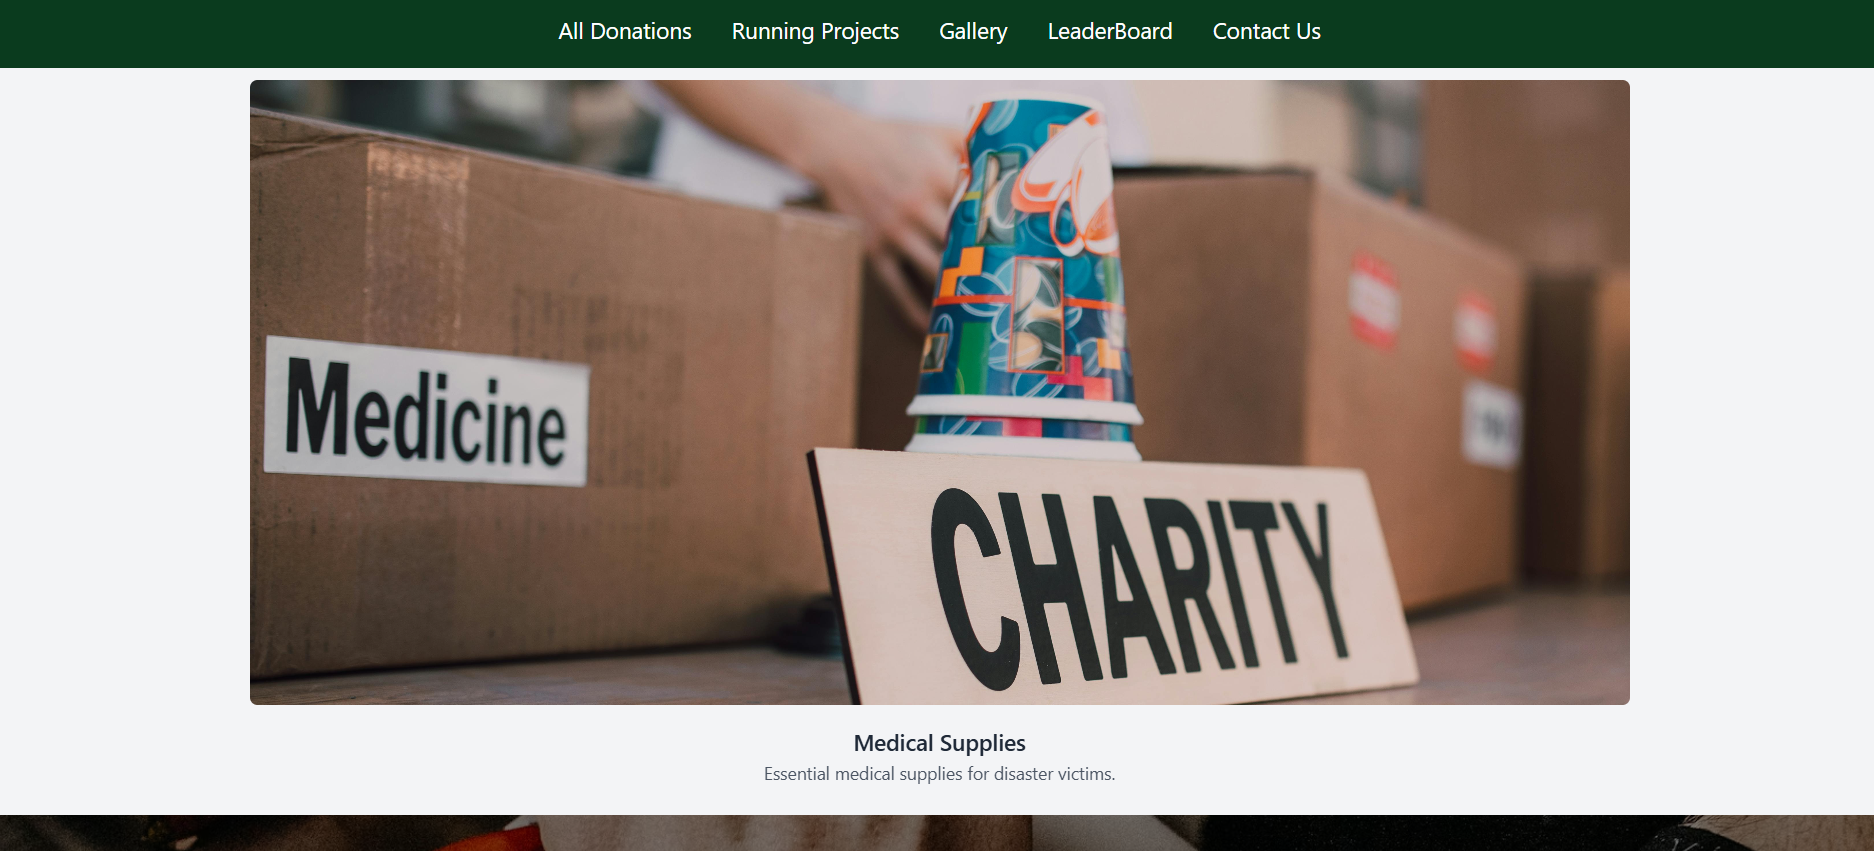 All Donations Running Projects Gallery LeaderBoard Contact Us
Medicine
CHARITY
Medical Supplies
Essential medical supplies for disaster victims.